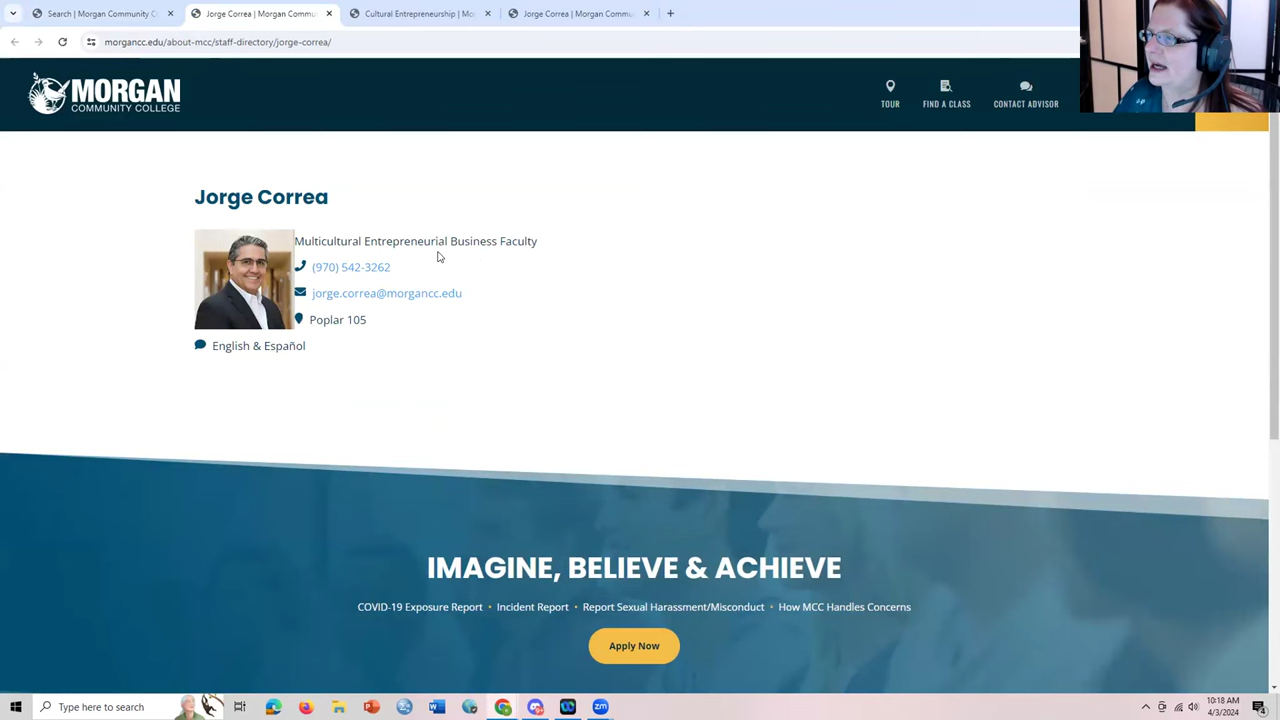 Search | Morgan Community C
Jorge Correa | Morgan Commu
Cultural Entrepreneurship | Mo
Jorge Correa | Morgan Commu
morgancc.edu/about-mcc/staff-directory/jorge-correa/
MORGAN
COMMUNITY COLLEGE
TOUR
FIND A CLASS
CONTACT ADVISOR
Jorge Correa
Multicultural Entrepreneurial Business Faculty
(970) 542-3262
jorge.correa@morgancc.edu
Poplar 105
English & Español
IMAGINE, BELIEVE & ACHIEVE
COVID-19 Exposure Report • Incident Report • Report Sexual Harassment/Misconduct • How MCC Handles Concerns
Apply Now
Type here to search
10:18 AM
4/3/2024
4